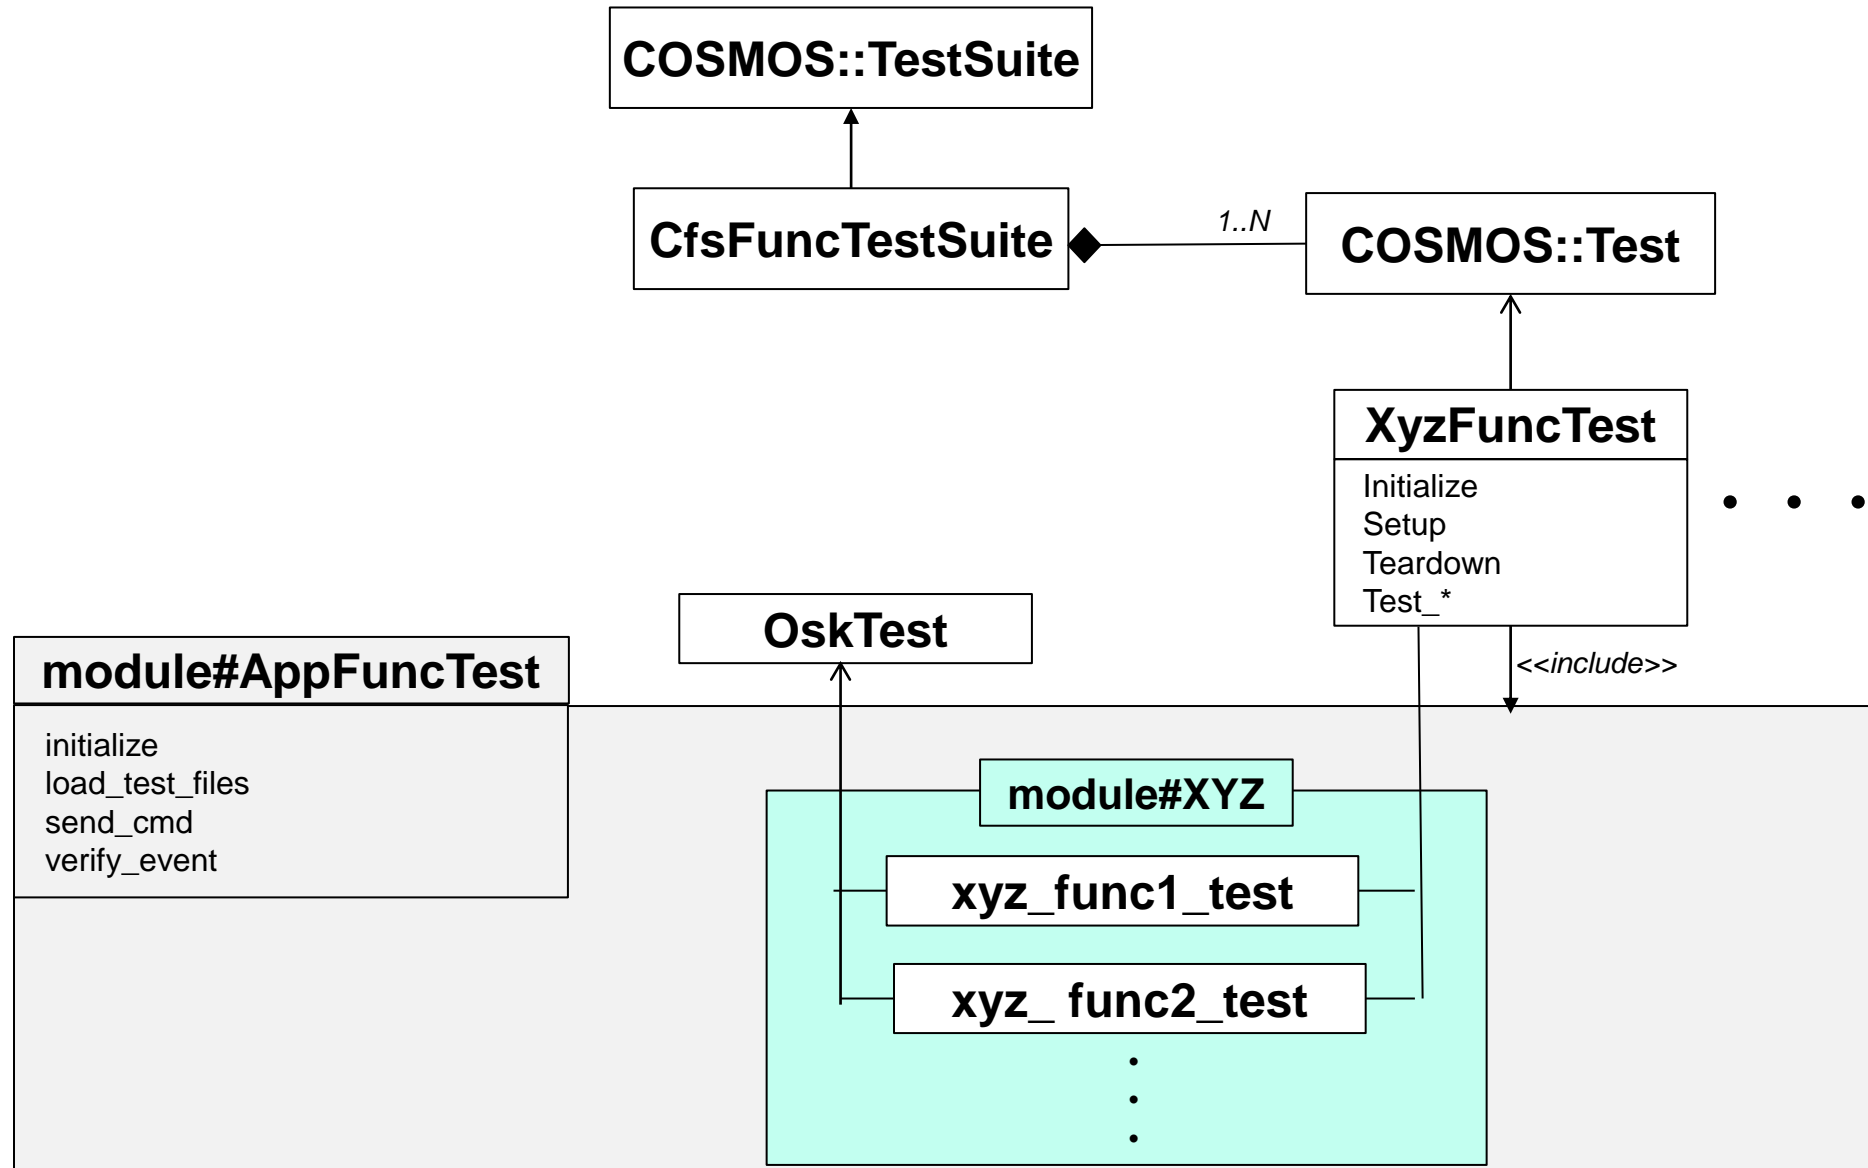 COSMOS::TestSuite
CfsFuncTestSuite
1..N
COSMOS::Test
XyzFuncTest
Initialize
Setup
Teardown
Test_*
<<include>>
OskTest
module#AppFuncTest
initialize
load_test_files
send_cmd
verify_event
module#XYZ
xyz_func1_test
xyz_ func2_test